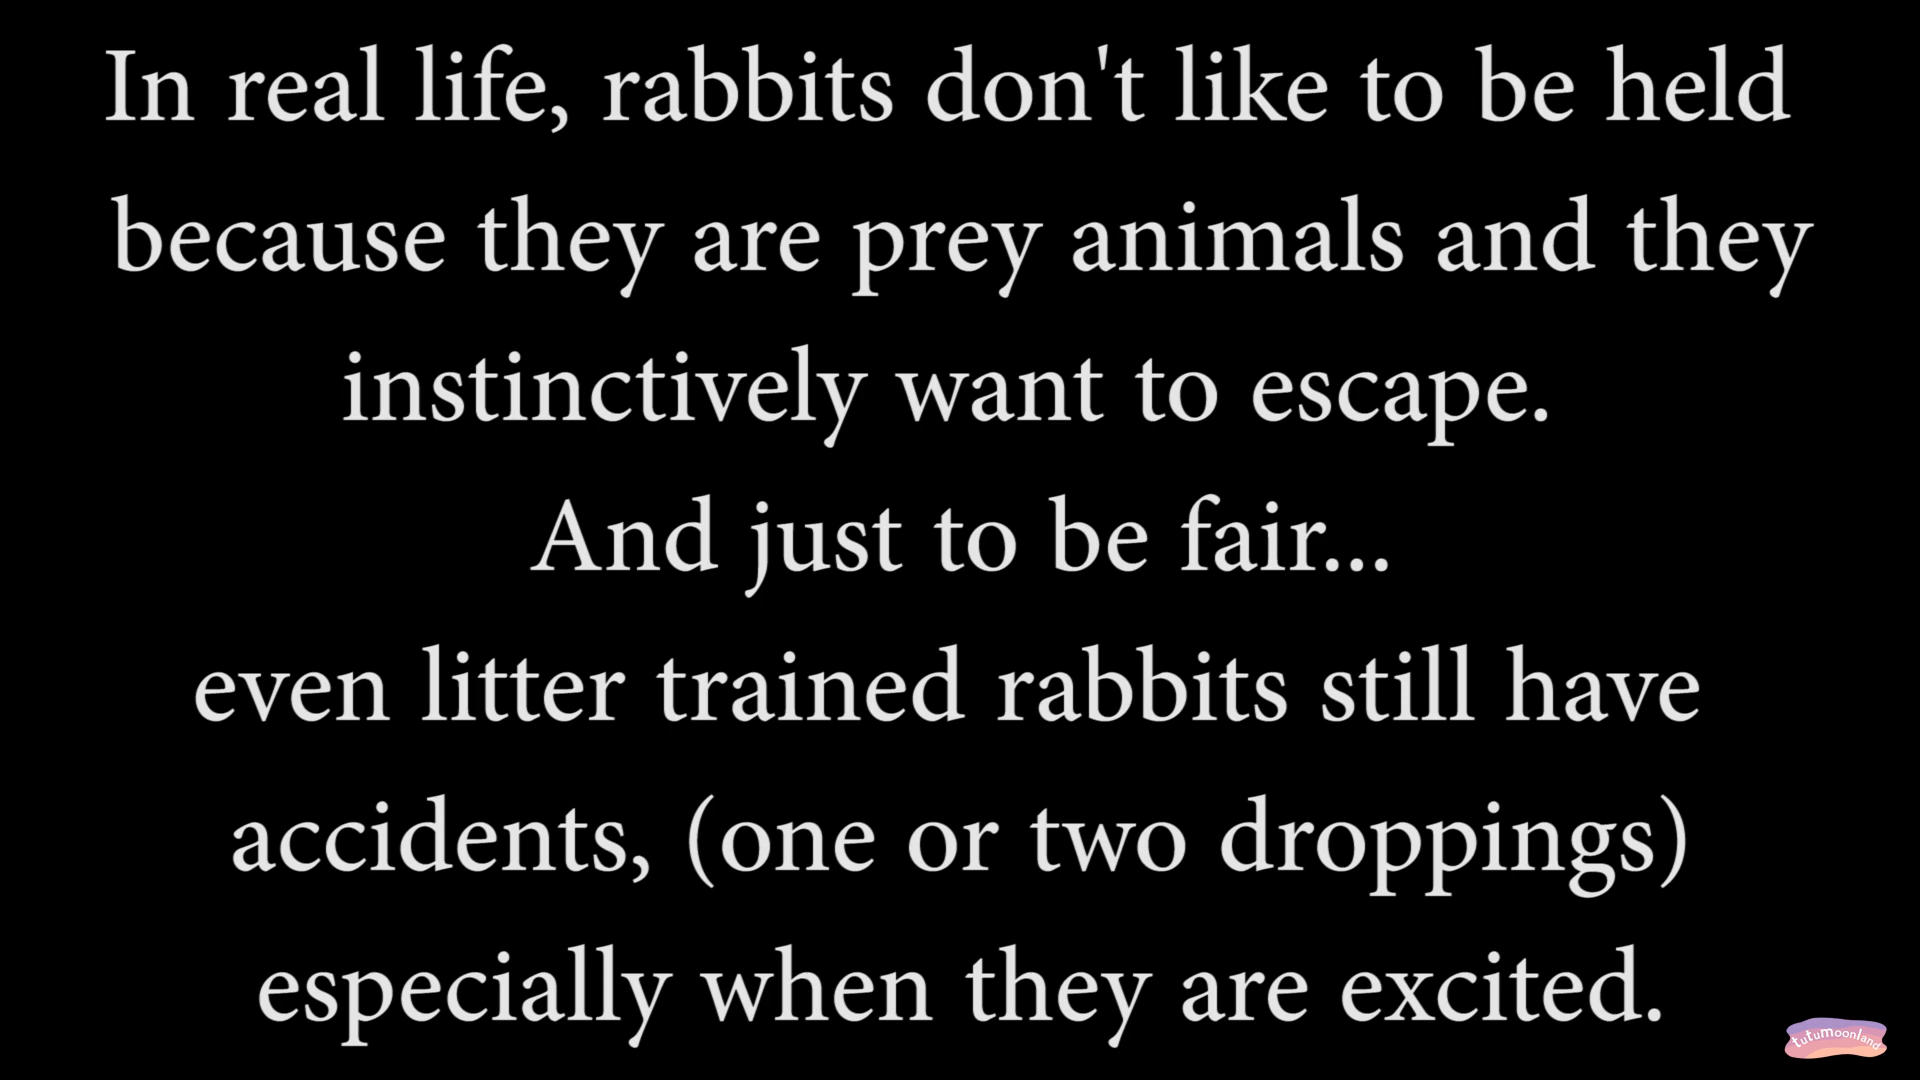 In real life, rabbits don't like to be held
because they are prey animals and they
instinctively want to escape.
And just to be fair...
even litter trained rabbits still have
accidents, (one or two droppings)
especially when they are excited.
tutumoonland